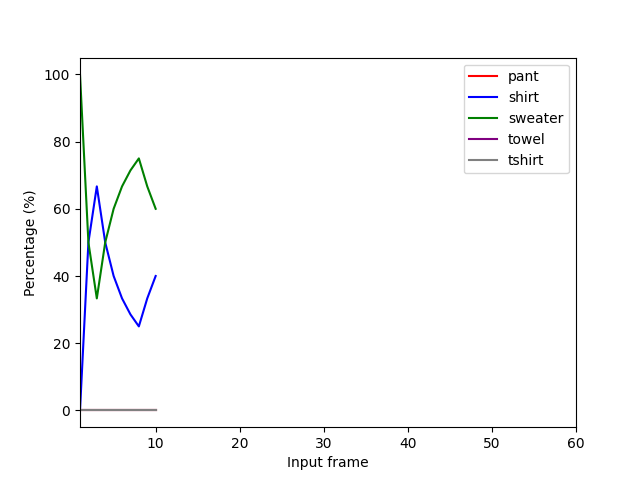 100
80
60
40
20
0
Percentage (%)
pant
shirt
sweater
towel
tshirt
10 20 30 40 50 60
Input frame